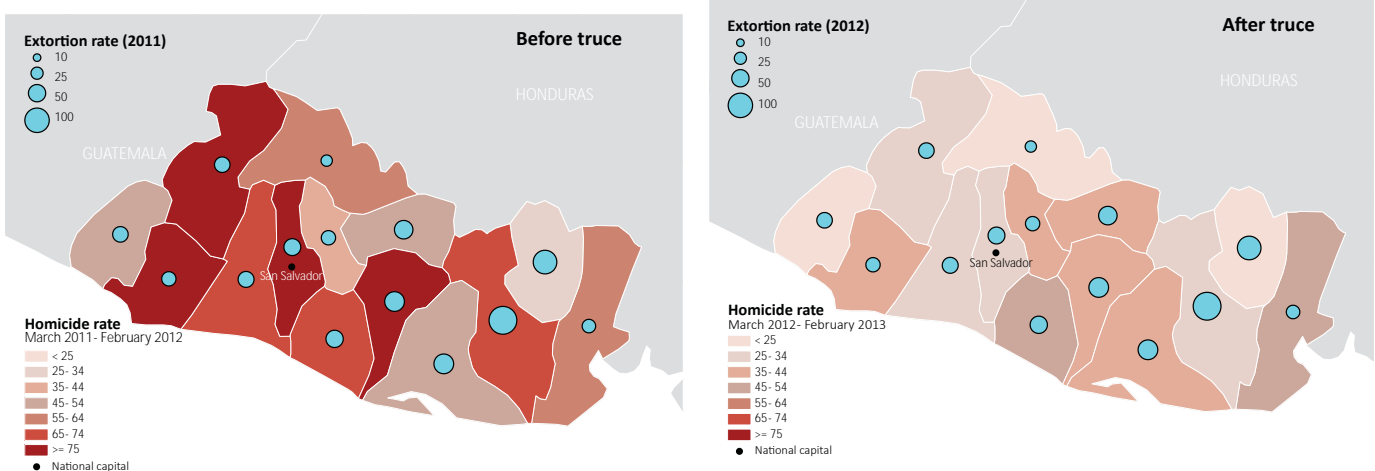 Extortion rate (2011)
10
25
50
100
Before truce
HONDURAS
GUATEMALA
San Salvador
Homicide rate
March 2011- February 2012
< 25
25- 34
35- 44
45- 54
55- 64
65- 74
>= 75
National capital
Extortion rate (2012)
10
25
50
100
After truce
HONDURAS
GUATEMALA
San Salvador
Homicide rate
March 2012- February 2013
< 25
25- 34
35- 44
45- 54
55- 64
65- 74
>= 75
National capital